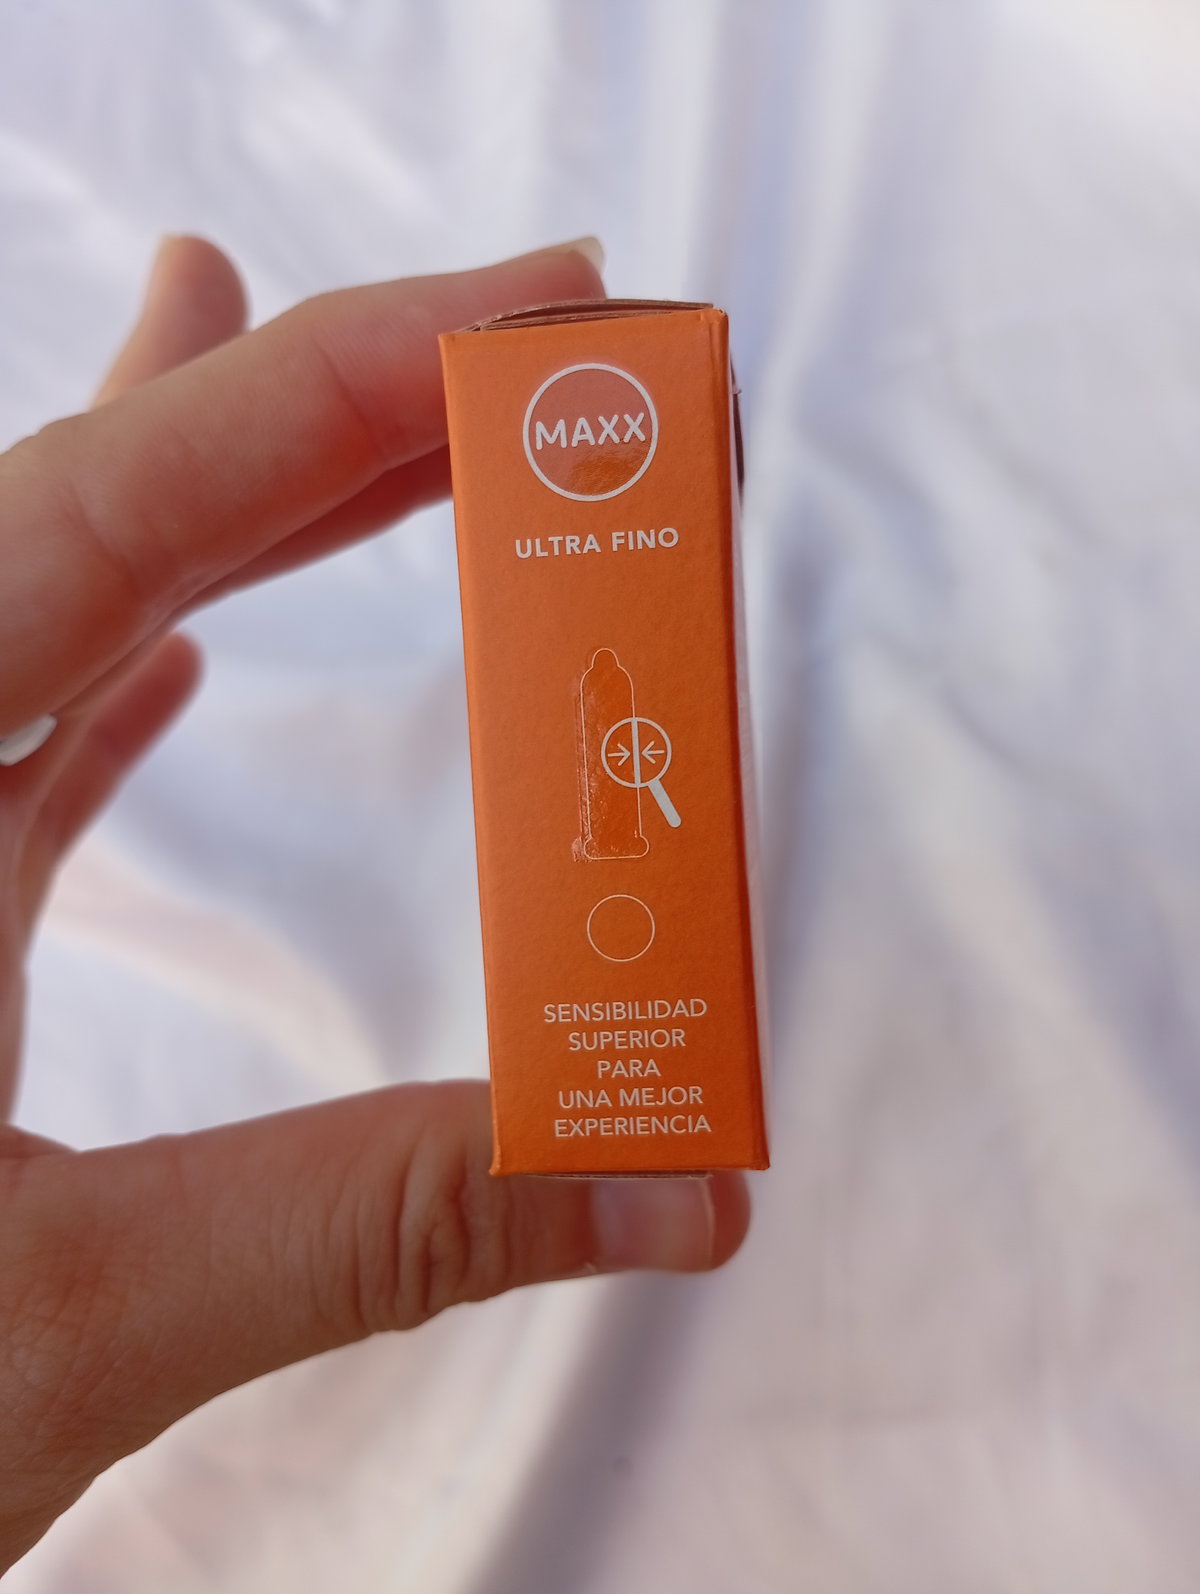 MAXX
ULTRA FINO
SENSIBILIDAD
SUPERIOR
PARA
UNA MEJOR
EXPERIENCIA